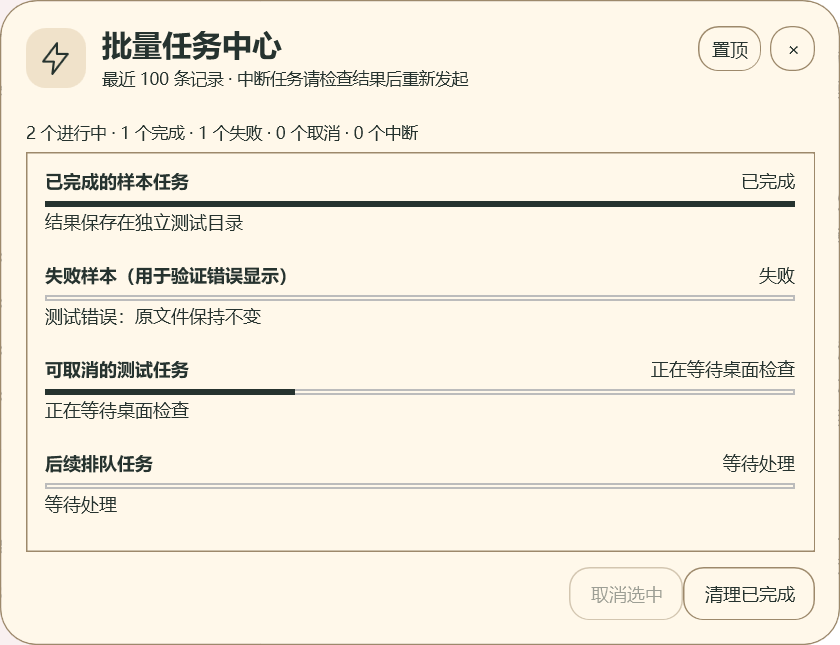 批量任务中心
最近 100 条记录 · 中断任务请检查结果后重新发起
置顶
×
2 个进行中 · 1 个完成 · 1 个失败 · 0 个取消 · 0 个中断
已完成的样本任务 已完成
结果保存在独立测试目录
失败样本（用于验证错误显示） 失败
测试错误：原文件保持不变
可取消的测试任务 正在等待桌面检查
正在等待桌面检查
后续排队任务 等待处理
等待处理
取消选中 清理已完成